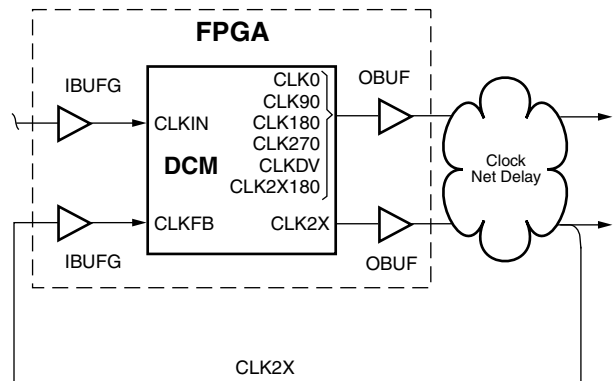 FPGA
IBUFG
CLKIN
DCM
CLK0
CLK90
CLK180
CLK270
CLKDV
CLK2X180
OBUF
Clock
Net Delay
CLKFB
CLK2X
IBUFG
OBUF
CLK2X